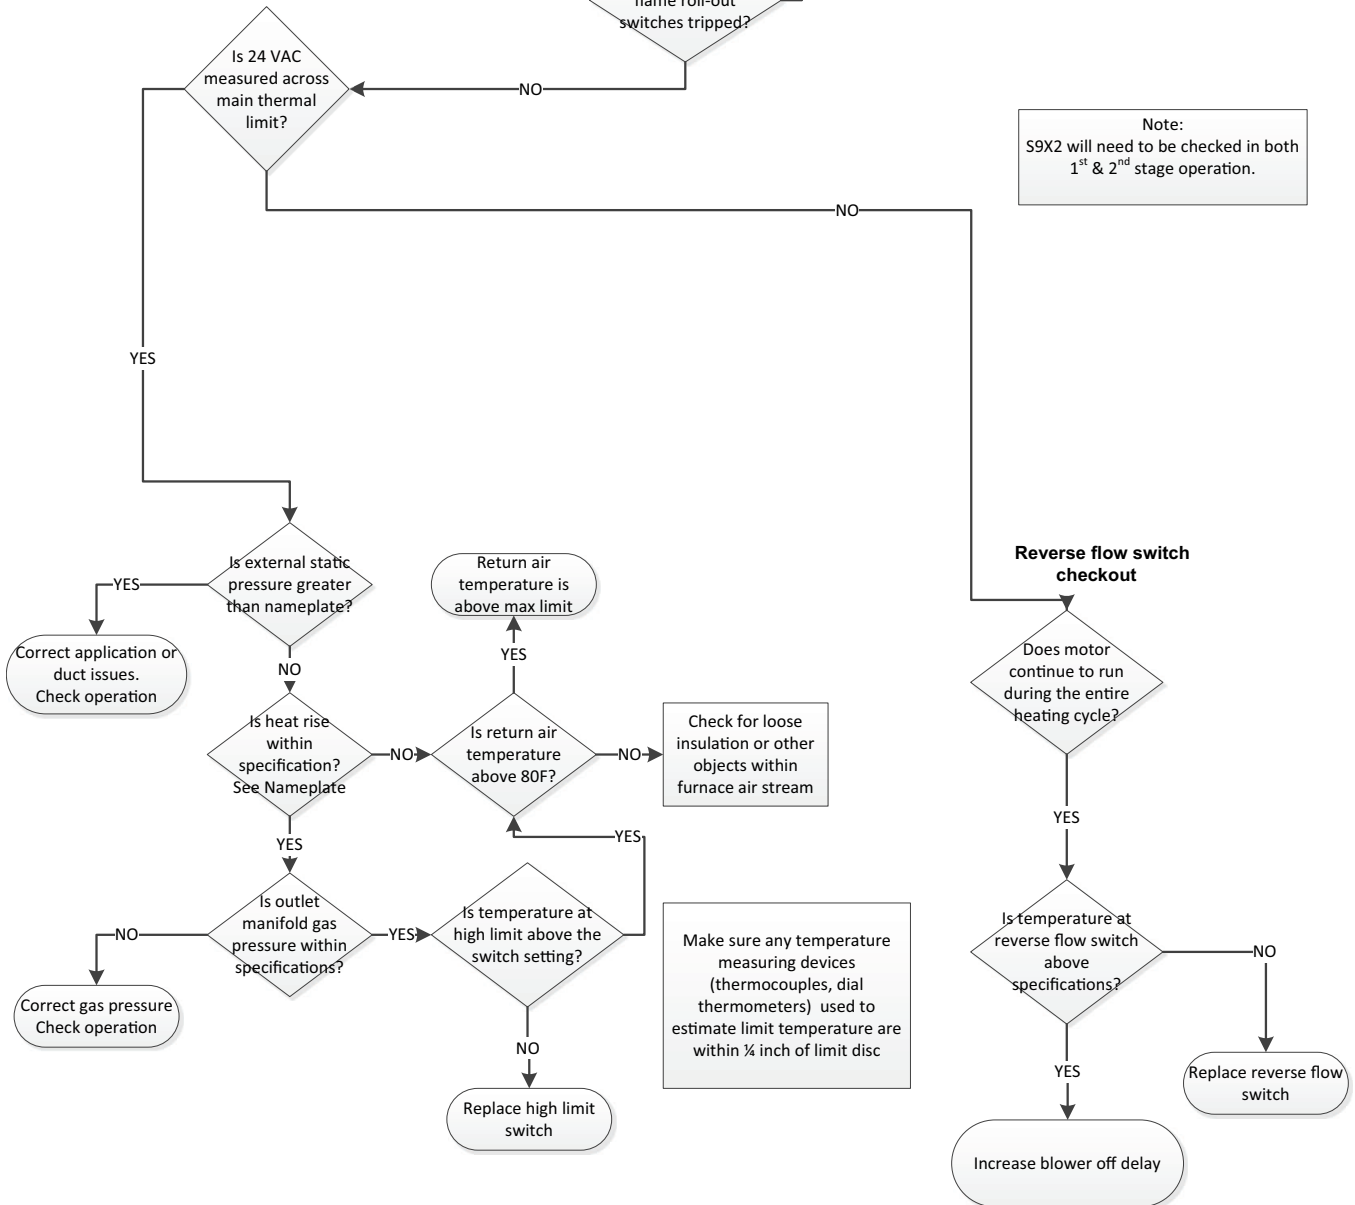 flame roll-out
switches tripped?
Is 24 VAC
measured across
main thermal
limit?
NO
Note:
S9X2 will need to be checked in both
1st & 2nd stage operation.
NO
YES
Is external static
pressure greater
than nameplate?
YES
Correct application or
duct issues.
Check operation
NO
Return air
temperature is
above max limit
YES
Is heat rise
within
specification?
See Nameplate
NO
Is return air
temperature
above 80F?
NO
Check for loose
insulation or other
objects within
furnace air stream
YES
YES
Is outlet
manifold gas
pressure within
specifications?
NO
Correct gas pressure
Check operation
YES
Is temperature at
high limit above the
switch setting?
NO
Replace high limit
switch
Make sure any temperature
measuring devices
(thermocouples, dial
thermometers) used to
estimate limit temperature are
within ¼ inch of limit disc
Reverse flow switch
checkout
Does motor
continue to run
during the entire
heating cycle?
YES
Is temperature at
reverse flow switch
above
specifications?
NO
Replace reverse flow
switch
YES
Increase blower off delay